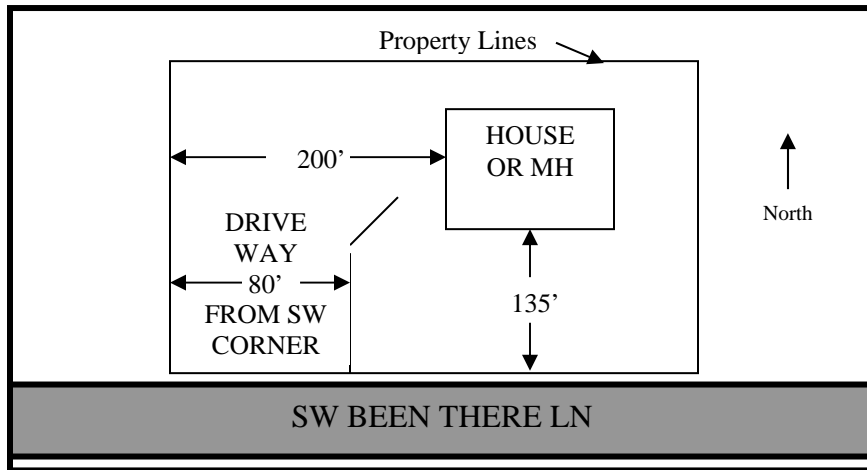 Property Lines
HOUSE
OR MH
200’
North
DRIVE
WAY
80’
FROM SW
CORNER
135’
SW BEEN THERE LN